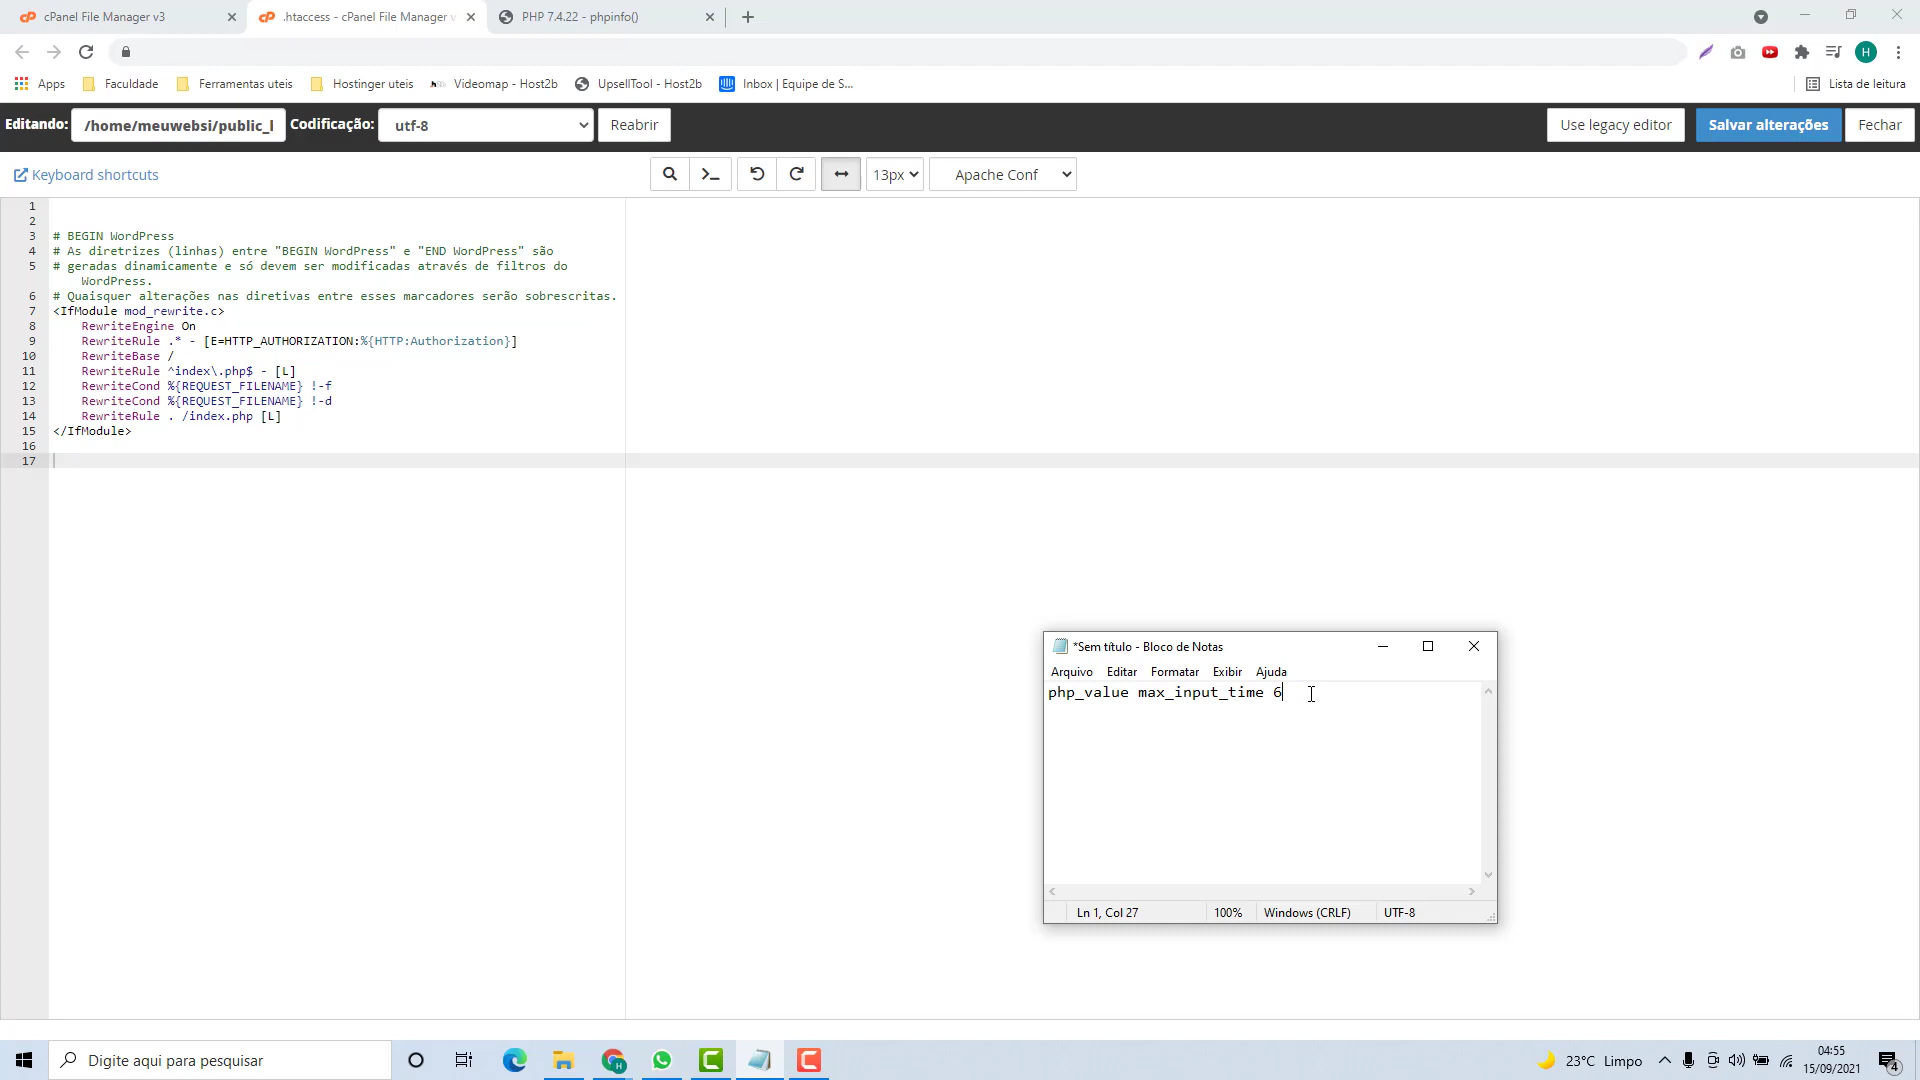 cPanel File Manager v3
.htaccess - cPanel File Manager v
PHP 7.4.22 - phpinfo()
H
Apps
Faculdade
Ferramentas uteis
Hostinger uteis
Videomap - Host2b
UpsellTool - Host2b
Inbox | Equipe de S...
Lista de leitura
Editando:
/home/meuwebsi/public_l
Codificação:
utf-8
Reabrir
Use legacy editor
Salvar alterações
Fechar
Keyboard shortcuts
13px
Apache Conf
1
2
3 # BEGIN WordPress
4 # As diretrizes (linhas) entre "BEGIN WordPress" e "END WordPress" são
5 # geradas dinamicamente e só devem ser modificadas através de filtros do
WordPress.
6 # Quaisquer alterações nas diretivas entre esses marcadores serão sobrescritas.
7 <IfModule mod_rewrite.c>
8 RewriteEngine On
9 RewriteRule .* - [E=HTTP_AUTHORIZATION:%{HTTP:Authorization}]
10 RewriteBase /
11 RewriteRule ^index\.php$ - [L]
12 RewriteCond %{REQUEST_FILENAME} !-f
13 RewriteCond %{REQUEST_FILENAME} !-d
14 RewriteRule . /index.php [L]
15 </IfModule>
16
17
*Sem título - Bloco de Notas
Arquivo Editar Formatar Exibir Ajuda
php_value max_input_time 6
Ln 1, Col 27
100%
Windows (CRLF)
UTF-8
Digite aqui para pesquisar
23°C Limpo
04:55
15/09/2021
4